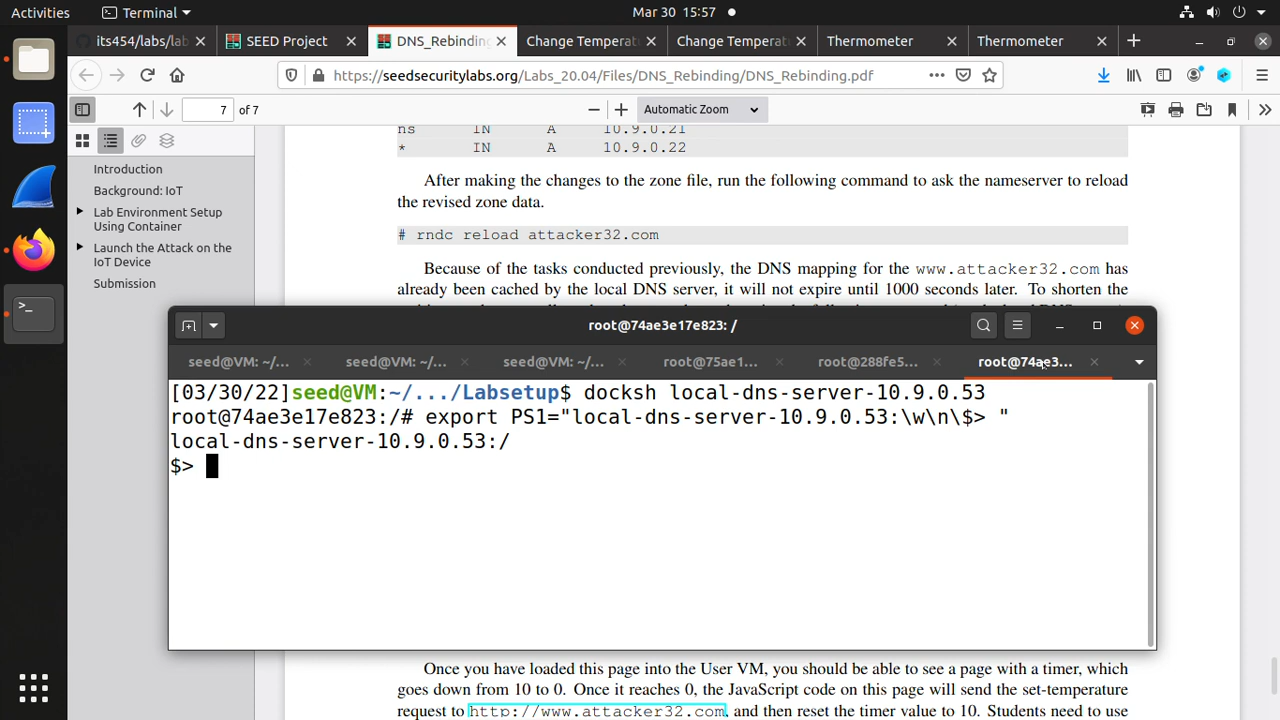 Activities Terminal Mar 30 15:57
its454/labs/lab SEED Project DNS_Rebinding Change Temperat Change Temperat Thermometer Thermometer
https://seedsecuritylabs.org/Labs_20.04/Files/DNS_Rebinding/DNS_Rebinding.pdf
7 of 7 Automatic Zoom
Introduction
Background: IoT
Lab Environment Setup
Using Container
Launch the Attack on the
IoT Device
Submission
ns IN A 10.9.0.21
* IN A 10.9.0.22
After making the changes to the zone file, run the following command to ask the nameserver to reload
the revised zone data.
# rndc reload attacker32.com
Because of the tasks conducted previously, the DNS mapping for the www.attacker32.com has
already been cached by the local DNS server, it will not expire until 1000 seconds later. To shorten the
root@74ae3e17e823: /
seed@VM: ~/... seed@VM: ~/... seed@VM: ~/... root@75ae1... root@288fe5... root@74ae3...
[03/30/22]seed@VM:~/.../Labsetup$ docksh local-dns-server-10.9.0.53
root@74ae3e17e823:/# export PS1="local-dns-server-10.9.0.53:\w\n\$> "
local-dns-server-10.9.0.53:/
$>
Once you have loaded this page into the User VM, you should be able to see a page with a timer, which
goes down from 10 to 0. Once it reaches 0, the JavaScript code on this page will send the set-temperature
request to http://www.attacker32.com, and then reset the timer value to 10. Students need to use